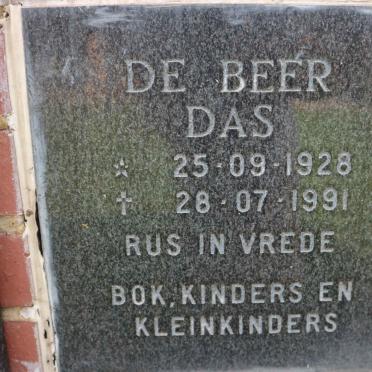 DE BEER
DAS
☆ 25-09-1928
✝ 28-07-1991
RUS IN VREDE
BOK, KINDERS EN
KLEINKINDERS